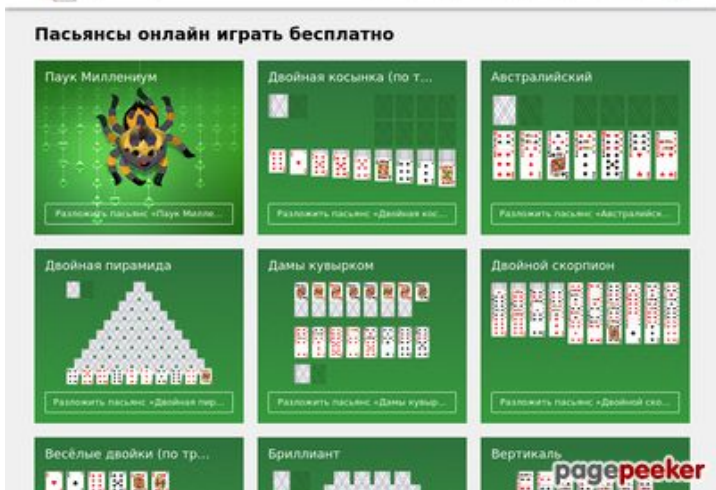 Пасьянсы онлайн играть бесплатно
Паук Миллениум
Двойная косынка (по т...
Австралийский
Разложить пасьянс «Паук Милле...
Разложить пасьянс «Двойная кос...
Разложить пасьянс «Австралийск...
Двойная пирамида
Дамы кувырком
Двойной скорпион
Разложить пасьянс «Двойная пир...
Разложить пасьянс «Дамы кувыр...
Разложить пасьянс «Двойной ско...
Весёлые двойки (по тр...
Бриллиант
Вертикаль
pagepeeker